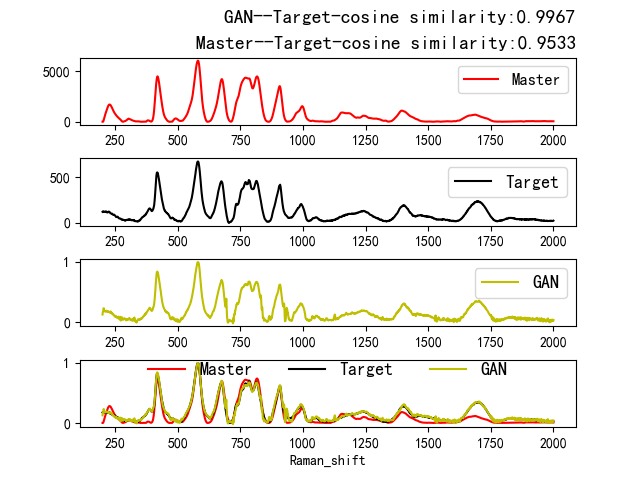 GAN--Target-cosine similarity:0.9967
Master--Target-cosine similarity:0.9533
5000
0
Master
250 500 750 1000 1250 1500 1750 2000
500
0
Target
250 500 750 1000 1250 1500 1750 2000
1
0
GAN
250 500 750 1000 1250 1500 1750 2000
1
0
Master Target GAN
250 500 750 1000 1250 1500 1750 2000
Raman_shift